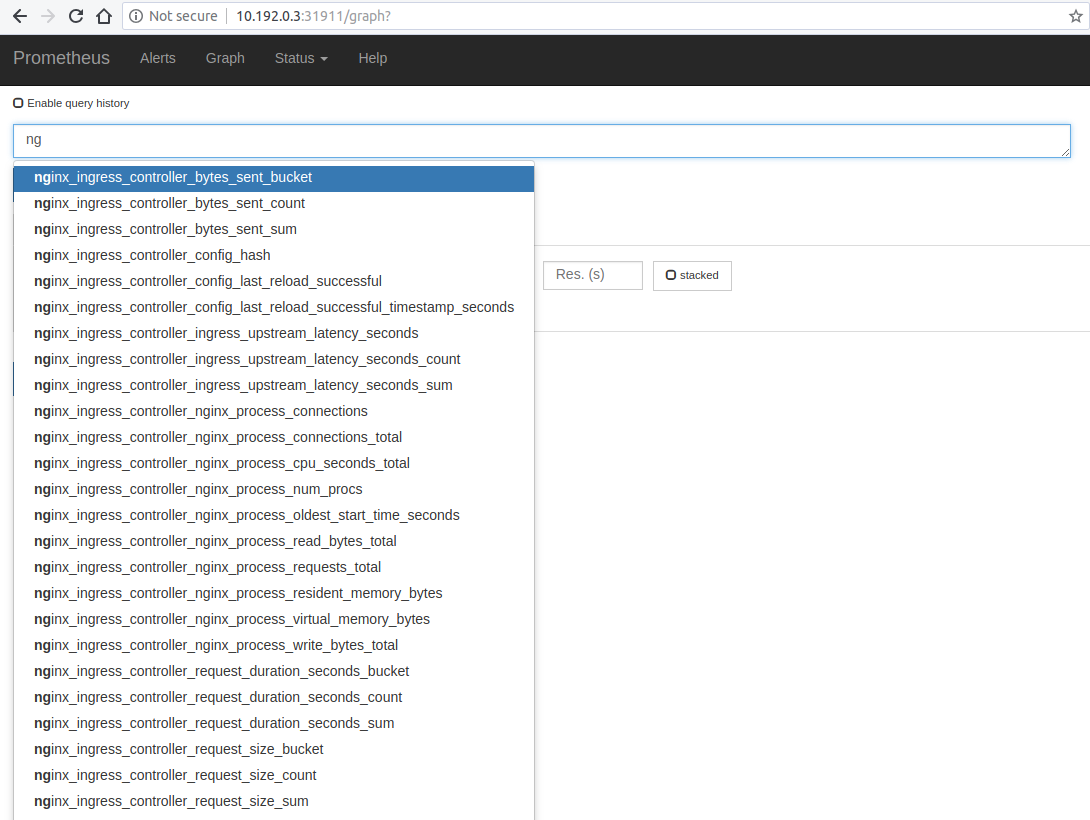 Not secure 10.192.0.3:31911/graph?
Prometheus Alerts Graph Status Help
Enable query history
ng
nginx_ingress_controller_bytes_sent_bucket
nginx_ingress_controller_bytes_sent_count
nginx_ingress_controller_bytes_sent_sum
nginx_ingress_controller_config_hash
Res. (s) stacked
nginx_ingress_controller_config_last_reload_successful
nginx_ingress_controller_config_last_reload_successful_timestamp_seconds
nginx_ingress_controller_ingress_upstream_latency_seconds
nginx_ingress_controller_ingress_upstream_latency_seconds_count
nginx_ingress_controller_ingress_upstream_latency_seconds_sum
nginx_ingress_controller_nginx_process_connections
nginx_ingress_controller_nginx_process_connections_total
nginx_ingress_controller_nginx_process_cpu_seconds_total
nginx_ingress_controller_nginx_process_num_procs
nginx_ingress_controller_nginx_process_oldest_start_time_seconds
nginx_ingress_controller_nginx_process_read_bytes_total
nginx_ingress_controller_nginx_process_requests_total
nginx_ingress_controller_nginx_process_resident_memory_bytes
nginx_ingress_controller_nginx_process_virtual_memory_bytes
nginx_ingress_controller_nginx_process_write_bytes_total
nginx_ingress_controller_request_duration_seconds_bucket
nginx_ingress_controller_request_duration_seconds_count
nginx_ingress_controller_request_duration_seconds_sum
nginx_ingress_controller_request_size_bucket
nginx_ingress_controller_request_size_count
nginx_ingress_controller_request_size_sum